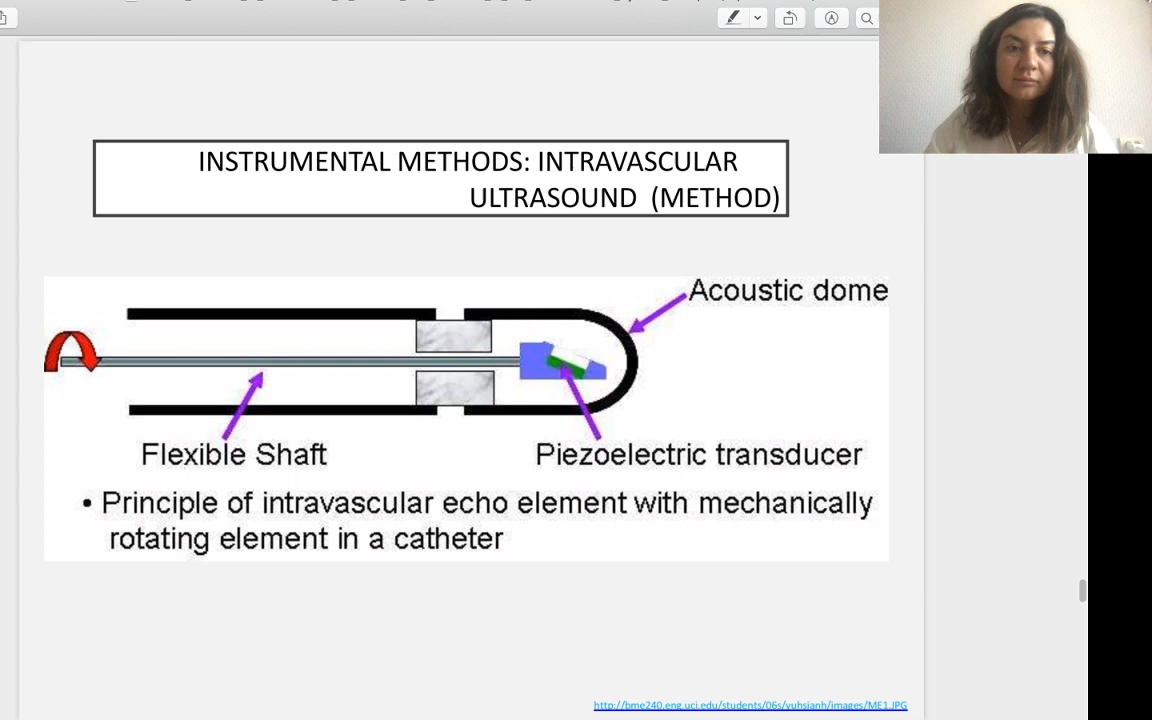 INSTRUMENTAL METHODS: INTRAVASCULAR
ULTRASOUND (METHOD)
Acoustic dome
Flexible Shaft
Piezoelectric transducer
• Principle of intravascular echo element with mechanically
rotating element in a catheter
http://bme240.eng.uci.edu/students/06s/yuhsianh/images/ME1.JPG